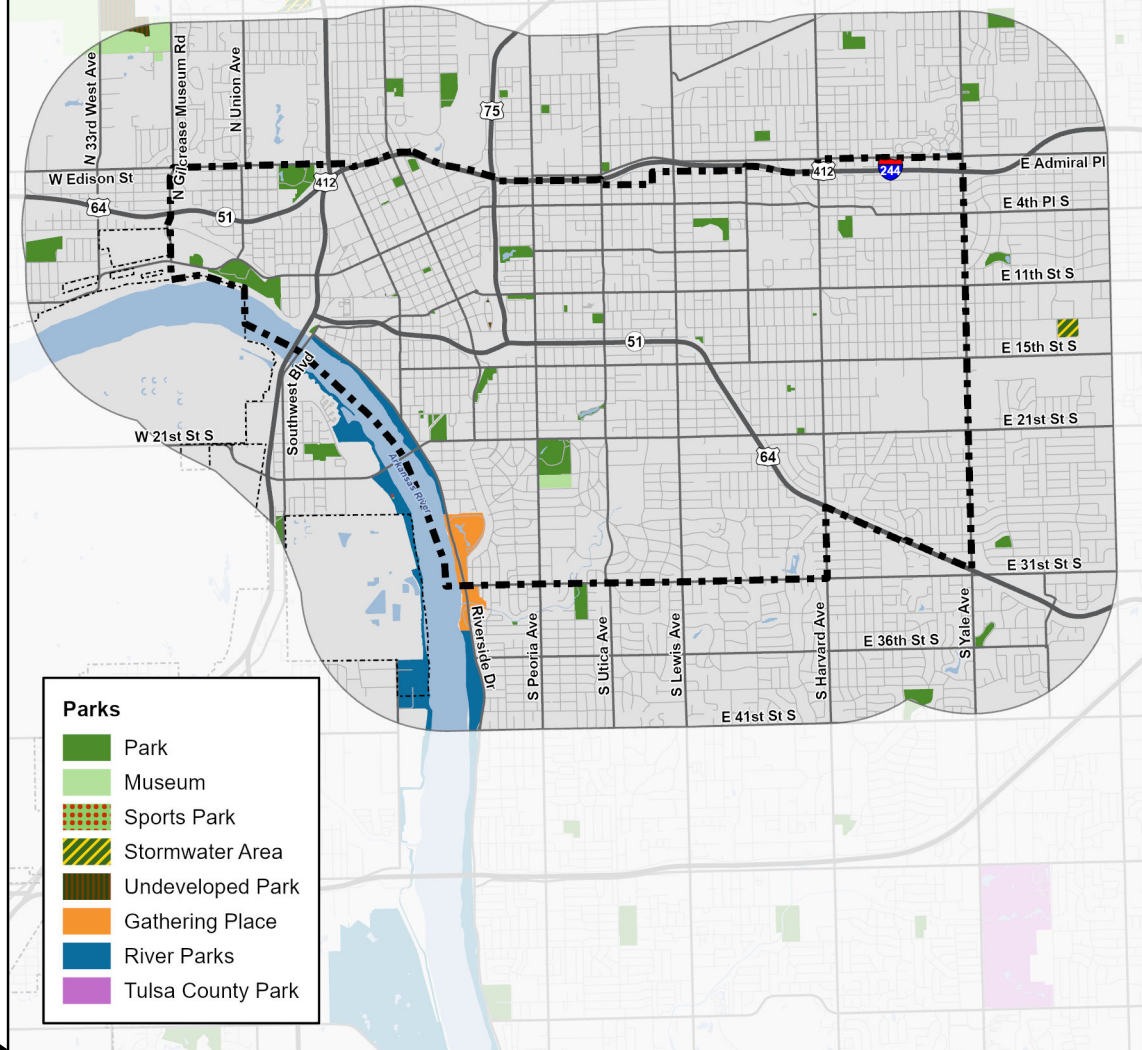 N 33rd West Ave
N Gilcrease Museum Rd
N Union Ave
75
W Edison St
412
412
244
E Admiral Pl
64
51
E 4th Pl S
E 11th St S
51
E 15th St S
Southwest Blvd
W 21st St S
E 21st St S
64
Arkansas River
E 31st St S
Riverside Dr
S Peoria Ave
S Utica Ave
S Lewis Ave
S Harvard Ave
S Yale Ave
E 36th St S
E 41st St S
Parks
Park
Museum
Sports Park
Stormwater Area
Undeveloped Park
Gathering Place
River Parks
Tulsa County Park